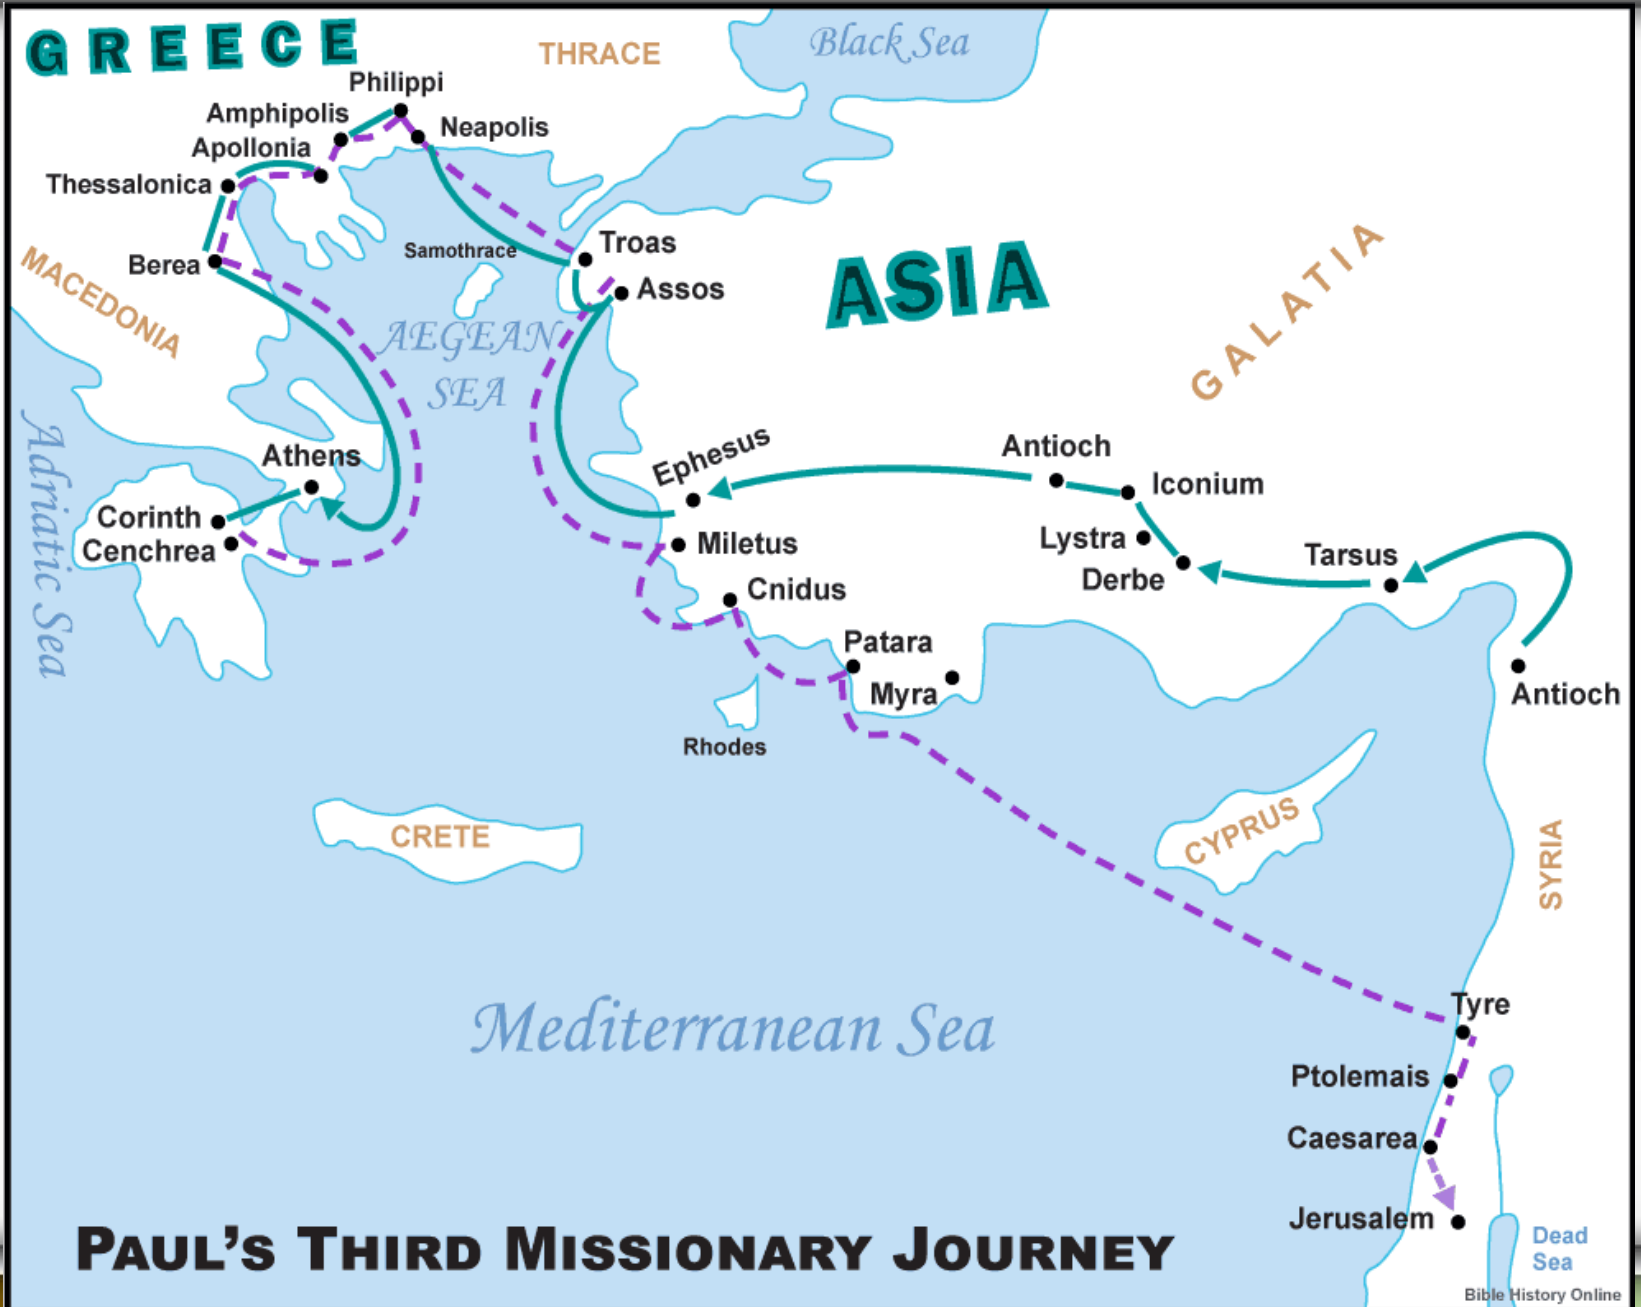 GREECE
THRACE
Black Sea
Philippi
Amphipolis
Neapolis
Apollonia
Thessalonica
Troas
Samothrace
Berea
Assos
MACEDONIA
ASIA
GALATIA
AEGEAN
SEA
Adriatic Sea
Athens
Ephesus
Antioch
Iconium
Corinth
Cenchrea
Miletus
Lystra
Derbe
Tarsus
Cnidus
Patara
Myra
Antioch
Rhodes
CRETE
CYPRUS
SYRIA
Mediterranean Sea
Tyre
Ptolemais
Caesarea
Jerusalem
Dead
Sea
PAUL'S THIRD MISSIONARY JOURNEY
Bible History Online